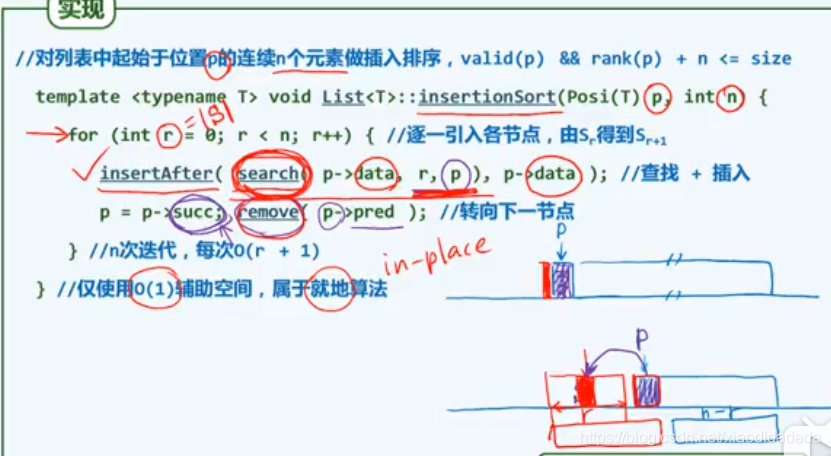 实现
//对列表中起始于位置p的连续n个元素做插入排序，valid(p) && rank(p) + n <= size
template <typename T> void List<T>::insertionSort(Posi(T) p, int n) {
=|S|
for (int r = 0; r < n; r++) { //逐一引入各节点，由Sr得到Sr+1
insertAfter( search( p->data, r, p ), p->data ); //查找 + 插入
p = p->succ; remove( p->pred ); //转向下一节点
} //n次迭代，每次O(r + 1)
in-place
} //仅使用O(1)辅助空间，属于就地算法
p
p
r
n-r
https://blog.csdn.net/xiaodidadada